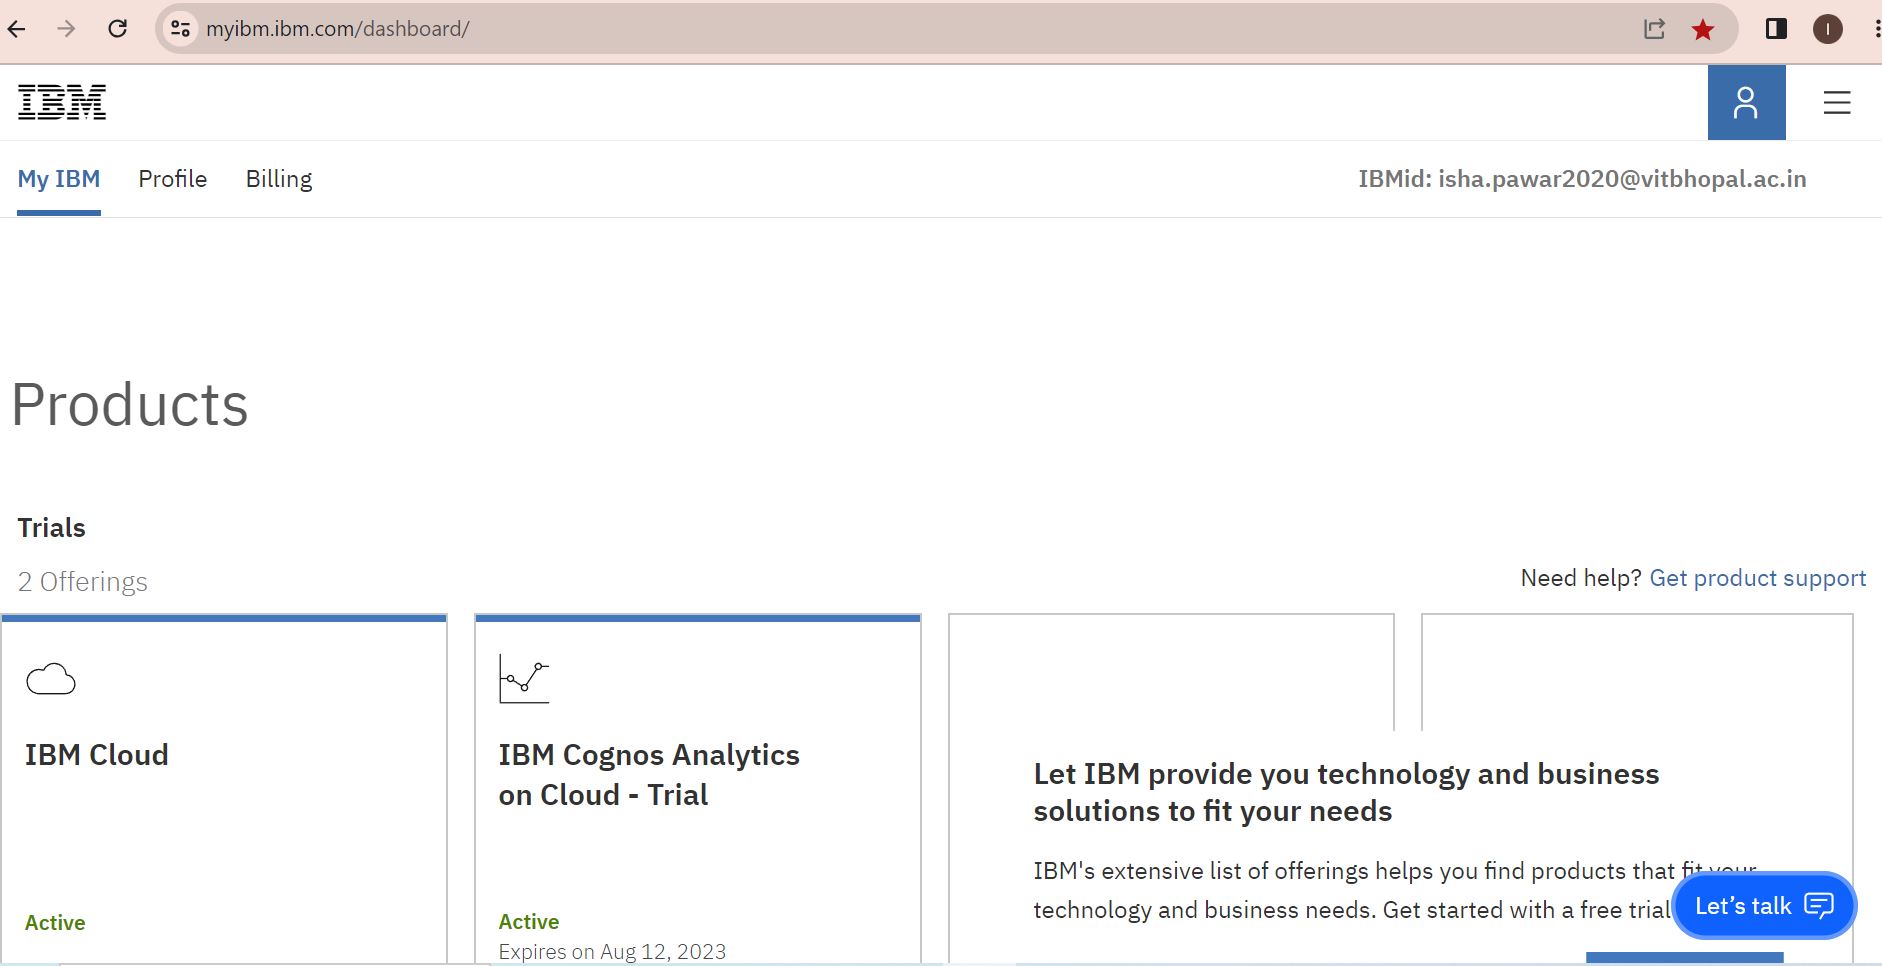 myibm.ibm.com/dashboard/
I
IBM
My IBM Profile Billing
IBMid: isha.pawar2020@vitbhopal.ac.in
Products
Trials
2 Offerings
Need help? Get product support
IBM Cloud
Active
IBM Cognos Analytics
on Cloud - Trial
Active
Expires on Aug 12, 2023
Let IBM provide you technology and business
solutions to fit your needs
IBM's extensive list of offerings helps you find products that fit your
technology and business needs. Get started with a free trial
Let's talk